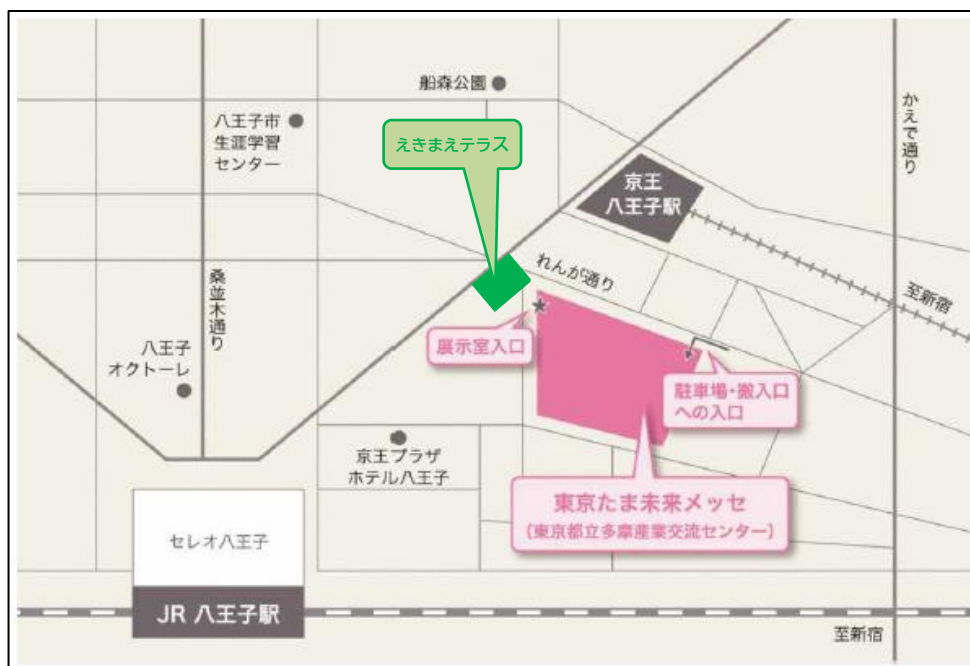 船森公園
八王子市
生涯学習
センター
えきまえテラス
かえで通り
京王
八王子駅
れんが通り
至新宿
桑並木通り
八王子
オクトーレ
展示室入口
駐車場・搬入口
への入口
京王プラザ
ホテル八王子
東京たま未来メッセ
(東京都立多摩産業交流センター)
セレオ八王子
JR 八王子駅
至新宿